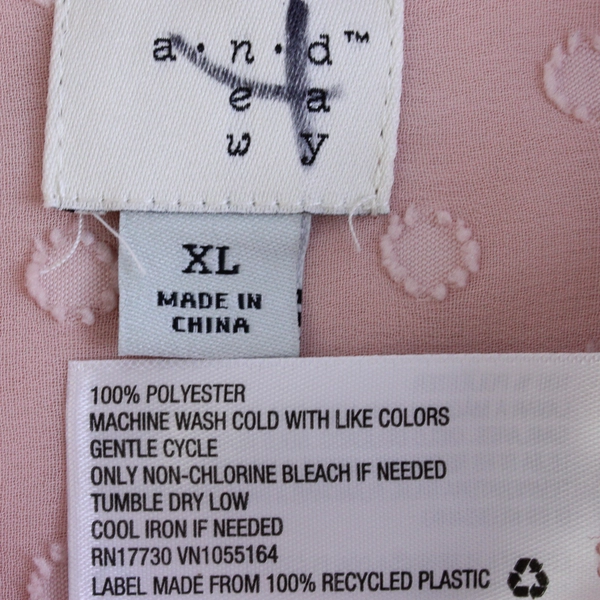 a·n·d™
e a
w y
XL
MADE IN
CHINA
100% POLYESTER
MACHINE WASH COLD WITH LIKE COLORS
GENTLE CYCLE
ONLY NON-CHLORINE BLEACH IF NEEDED
TUMBLE DRY LOW
COOL IRON IF NEEDED
RN17730 VN1055164
LABEL MADE FROM 100% RECYCLED PLASTIC